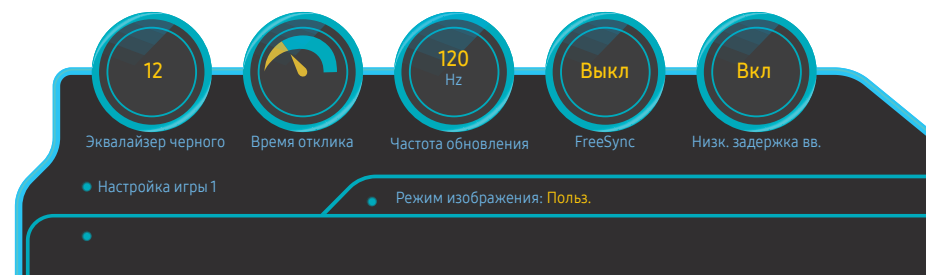 12
120
Hz
Выкл
Вкл
Эквалайзер черного
Время отклика
Частота обновления
FreeSync
Низк. задержка вв.
Настройка игры 1
Режим изображения: Польз.